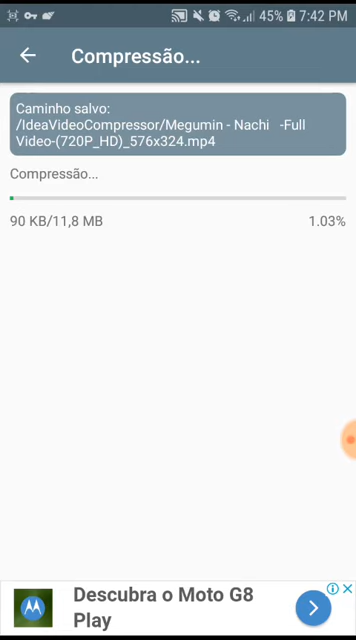 45% 7:42 PM
Compressão...
Caminho salvo:
/IdeaVideoCompressor/Megumin - Nachi -Full
Video-(720P_HD)_576x324.mp4
Compressão...
90 KB/11,8 MB 1.03%
Descubra o Moto G8
Play